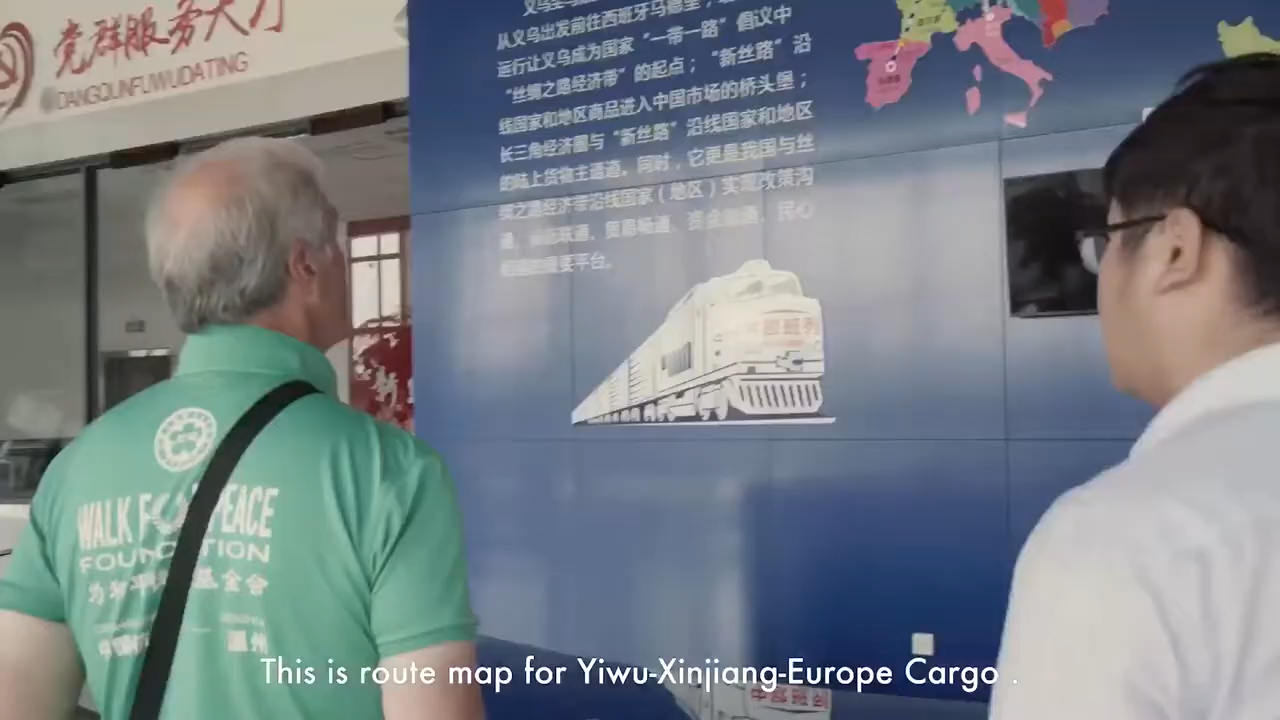 党群服务大厅
DANGQUNFUWUDATING
从义乌出发前往西班牙马德里，
运行让义乌成为国家“一带一路”倡议中
“丝绸之路经济带”的起点；“新丝路”沿
线国家和地区商品进入中国市场的桥头堡；
长三角经济圈与“新丝路”沿线国家和地区
的陆上货物主通道。同时，它更是我国与丝
绸之路经济带沿线国家（地区）实现政策沟
通、设施联通、贸易畅通、资金融通、民心
重要平台。
班列
WALK FOR PEACE
FOUNDATION
基金会
温州
This is route map for Yiwu-Xinjiang-Europe Cargo .